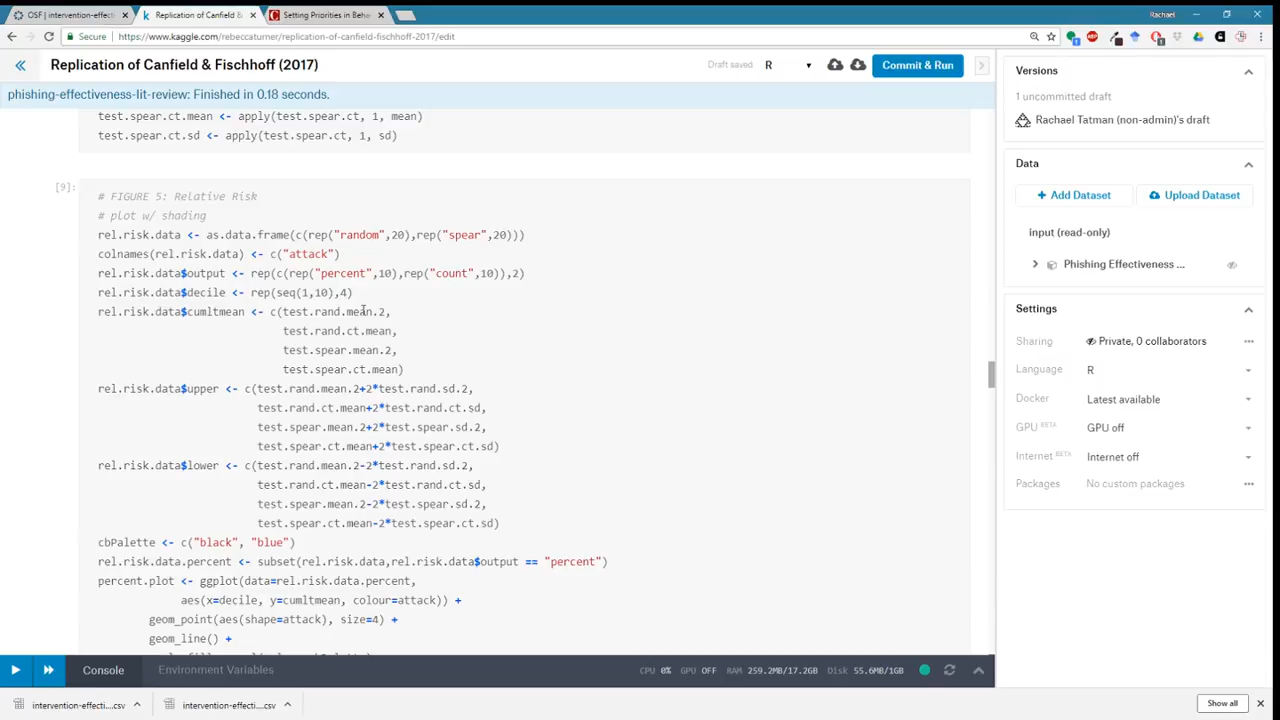 OSF | intervention-effecti
Replication of Canfield &
Setting Priorities in Beha
Rachael
Secure
https://www.kaggle.com/rebeccaturner/replication-of-canfield-fischhoff-2017/edit
Replication of Canfield & Fischhoff (2017)
Draft saved
R
Commit & Run
phishing-effectiveness-lit-review: Finished in 0.18 seconds.
test.spear.ct.mean <- apply(test.spear.ct, 1, mean)
test.spear.ct.sd <- apply(test.spear.ct, 1, sd)
[9]:
# FIGURE 5: Relative Risk
# plot w/ shading
rel.risk.data <- as.data.frame(c(rep("random",20),rep("spear",20)))
colnames(rel.risk.data) <- c("attack")
rel.risk.data$output <- rep(c(rep("percent",10),rep("count",10)),2)
rel.risk.data$decile <- rep(seq(1,10),4)
rel.risk.data$cumltmean <- c(test.rand.mean.2,
test.rand.ct.mean,
test.spear.mean.2,
test.spear.ct.mean)
rel.risk.data$upper <- c(test.rand.mean.2+2*test.rand.sd.2,
test.rand.ct.mean+2*test.rand.ct.sd,
test.spear.mean.2+2*test.spear.sd.2,
test.spear.ct.mean+2*test.spear.ct.sd)
rel.risk.data$lower <- c(test.rand.mean.2-2*test.rand.sd.2,
test.rand.ct.mean-2*test.rand.ct.sd,
test.spear.mean.2-2*test.spear.sd.2,
test.spear.ct.mean-2*test.spear.ct.sd)
cbPalette <- c("black", "blue")
rel.risk.data.percent <- subset(rel.risk.data,rel.risk.data$output == "percent")
percent.plot <- ggplot(data=rel.risk.data.percent,
aes(x=decile, y=cumltmean, colour=attack)) +
geom_point(aes(shape=attack), size=4) +
geom_line() +
Versions
1 uncommitted draft
Rachael Tatman (non-admin)'s draft
Data
+ Add Dataset
Upload Dataset
input (read-only)
Phishing Effectiveness ...
Settings
Sharing Private, 0 collaborators
Language R
Docker Latest available
GPU BETA GPU off
Internet BETA Internet off
Packages No custom packages
Console
Environment Variables
CPU 0% GPU OFF RAM 259.2MB/17.2GB Disk 55.6MB/1GB
intervention-effecti....csv
intervention-effecti....csv
Show all